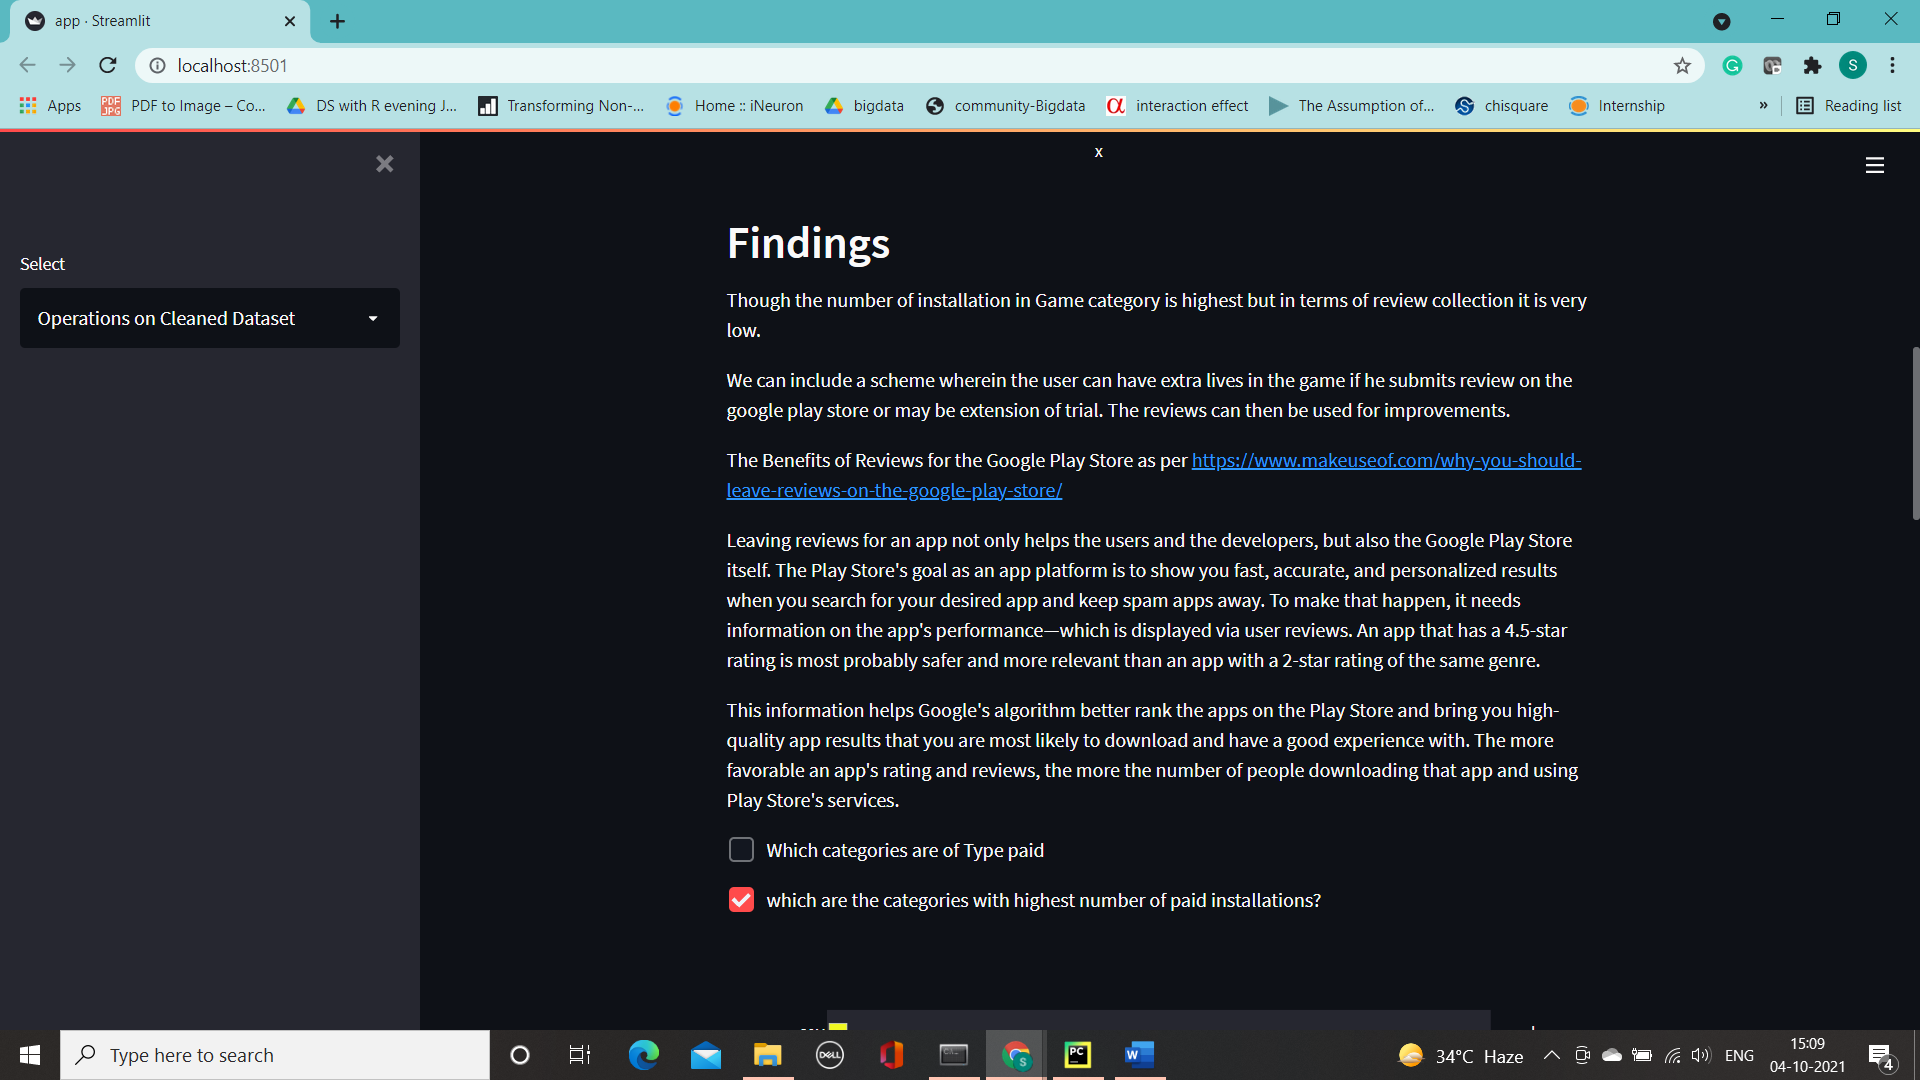 app · Streamlit
localhost:8501
S
Apps
PDF to Image – Co...
DS with R evening J...
Transforming Non-...
Home :: iNeuron
bigdata
community-Bigdata
interaction effect
The Assumption of...
chisquare
Internship
»
Reading list
x
Select
Operations on Cleaned Dataset
Findings
Though the number of installation in Game category is highest but in terms of review collection it is very
low.
We can include a scheme wherein the user can have extra lives in the game if he submits review on the
google play store or may be extension of trial. The reviews can then be used for improvements.
The Benefits of Reviews for the Google Play Store as per https://www.makeuseof.com/why-you-should-
leave-reviews-on-the-google-play-store/
Leaving reviews for an app not only helps the users and the developers, but also the Google Play Store
itself. The Play Store's goal as an app platform is to show you fast, accurate, and personalized results
when you search for your desired app and keep spam apps away. To make that happen, it needs
information on the app's performance—which is displayed via user reviews. An app that has a 4.5-star
rating is most probably safer and more relevant than an app with a 2-star rating of the same genre.
This information helps Google's algorithm better rank the apps on the Play Store and bring you high-
quality app results that you are most likely to download and have a good experience with. The more
favorable an app's rating and reviews, the more the number of people downloading that app and using
Play Store's services.
Which categories are of Type paid
which are the categories with highest number of paid installations?
Type here to search
DELL
PC
W
34°C Haze
ENG
15:09
04-10-2021
4